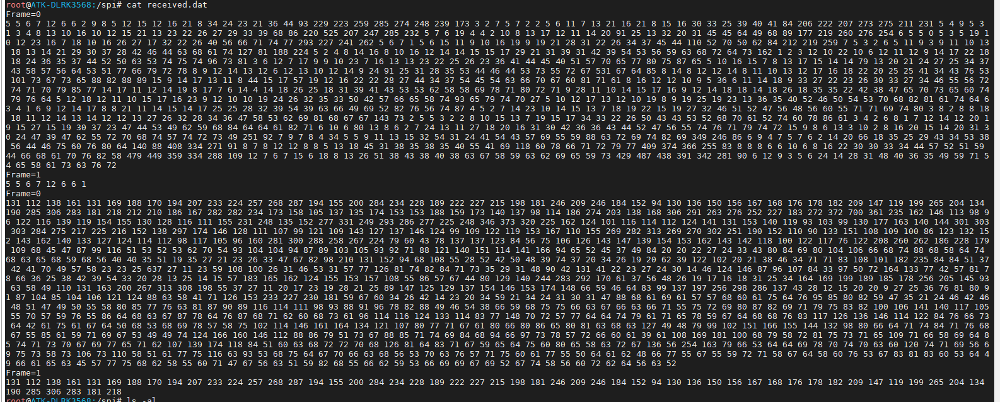 root@ATK-DLRK3568:/spi# cat received.dat
Frame=0
5 5 6 7 12 6 6 2 9 8 5 12 15 12 16 21 8 34 24 23 21 36 44 93 229 223 259 285 274 248 239 173 3 2 7 5 7 2 2 5 6 11 7 13 21 16 21 8 15 16 30 33 25 39 40 41 84 206 222 207 273 275 211 231 5 4 9 5 3
1 3 4 8 13 10 16 10 12 15 21 13 23 22 26 27 29 33 39 68 86 220 525 207 247 285 232 5 7 6 19 4 4 2 10 8 13 17 12 11 14 20 91 25 13 32 20 31 45 45 64 49 68 89 177 219 260 276 254 6 5 5 0 5 3 5 19 1
0 12 23 16 7 18 10 16 26 27 17 32 22 26 40 56 66 71 74 77 293 227 241 262 5 6 7 1 5 6 15 11 9 10 16 19 9 19 21 28 31 22 26 34 37 45 44 110 52 70 50 62 84 212 219 259 7 5 3 2 6 5 11 9 3 9 11 10 13
18 13 14 21 29 30 37 28 42 46 44 63 68 61 74 127 81 188 224 5 2 4 8 14 16 8 10 16 12 14 14 15 15 17 29 21 31 39 31 42 39 54 53 56 59 63 68 72 64 73 162 1 2 3 12 10 22 10 6 12 11 12 9 14 17 22 18
18 24 36 35 37 44 52 50 63 53 74 75 74 96 73 81 3 6 12 7 17 9 9 10 23 7 16 13 13 23 22 25 26 23 36 41 44 45 40 51 57 70 65 77 80 75 87 65 5 10 16 15 7 8 13 17 15 14 14 79 13 20 21 24 27 25 34 37
43 58 57 56 64 53 51 77 66 79 72 78 8 9 12 14 13 12 6 12 13 10 12 14 9 24 91 25 31 28 35 53 44 46 44 53 73 55 72 67 531 67 64 85 8 14 8 12 12 14 8 11 10 13 12 17 16 18 22 20 25 25 41 34 43 76 53
101 73 67 73 65 88 82 88 89 15 9 14 17 13 11 8 44 15 17 57 19 12 16 22 22 28 27 44 34 37 54 45 54 63 66 70 67 60 81 71 61 8 16 12 12 10 9 5 36 6 11 14 18 9 33 27 22 23 26 30 33 27 34 46 55 56 72
74 71 70 79 85 77 14 17 11 12 14 19 8 17 7 6 14 4 14 18 26 25 18 31 39 41 43 53 53 62 58 58 69 78 71 80 72 71 9 28 11 10 14 15 17 16 9 12 14 18 18 14 18 26 18 35 35 22 42 38 47 65 70 73 65 60 74
79 76 64 5 12 18 12 11 10 15 17 16 23 9 12 10 10 19 24 26 32 35 33 50 42 57 66 65 58 74 93 65 79 74 70 27 5 10 12 17 13 12 10 19 8 9 19 25 19 23 13 36 35 40 52 46 50 54 53 70 68 82 81 61 74 64 6
3 4 1 6 9 12 14 17 8 8 21 11 14 15 14 17 25 25 28 32 39 54 39 63 66 49 69 52 82 76 56 74 87 4 5 2 7 14 23 10 14 15 13 7 18 19 22 15 19 27 32 46 51 52 47 56 48 56 60 55 71 71 69 74 80 3 8 2 8 8 18
18 11 12 14 13 14 12 12 13 27 26 32 28 34 36 47 58 53 62 69 81 68 67 67 143 73 2 5 5 3 2 2 8 10 15 13 7 19 15 17 34 33 22 26 50 43 43 53 52 68 70 61 52 74 60 78 86 61 3 4 2 6 8 1 7 12 14 12 20 1
9 15 27 15 19 30 37 23 47 44 53 49 62 59 68 84 64 64 61 82 71 6 10 6 80 13 8 6 2 7 24 13 11 27 18 20 16 31 30 42 36 36 43 44 52 47 56 55 74 76 71 79 74 72 15 9 8 6 13 3 10 2 8 16 20 15 14 20 31 3
0 24 47 39 47 62 55 72 70 68 74 57 74 72 73 49 251 92 7 9 7 8 4 34 5 5 9 11 13 15 32 54 31 24 41 54 43 57 69 55 59 88 63 72 69 74 82 69 349 246 86 6 9 4 7 5 7 6 2 14 20 66 18 35 25 29 43 34 53 38
56 44 46 75 60 76 80 64 140 88 408 334 271 91 8 7 8 12 12 8 8 5 13 18 45 31 38 35 38 35 40 55 41 69 118 60 78 66 71 72 79 77 409 374 366 255 83 8 8 8 6 6 10 6 8 16 22 30 30 33 34 44 57 52 51 59
44 66 68 61 70 76 82 58 479 449 359 334 288 109 12 7 6 7 15 6 18 8 13 26 51 38 43 38 40 38 63 67 58 59 63 62 69 65 59 73 429 487 438 391 342 281 90 6 12 9 3 5 6 24 14 28 31 48 40 36 35 49 59 71 5
4 65 58 61 73 63 76 72
Frame=1
5 5 6 7 12 6 6 1
Frame=0
131 112 138 161 131 169 188 170 194 207 233 224 257 268 287 194 155 200 284 234 228 189 222 227 215 198 181 246 209 246 184 152 94 130 136 150 156 167 168 176 178 182 209 147 119 199 265 204 134
190 285 306 283 181 218 212 210 186 167 282 282 234 173 158 105 137 135 174 153 153 188 159 173 140 137 98 114 186 274 203 138 168 306 291 263 276 252 227 183 272 372 700 361 235 162 146 113 98 9
6 122 116 139 119 154 155 130 128 116 111 155 231 248 135 152 277 331 249 293 286 277 225 248 346 373 320 225 162 124 101 116 114 112 124 141 131 153 140 119 93 103 99 130 177 163 140 144 301 303
303 284 275 217 225 216 152 138 297 174 146 128 111 107 99 121 109 143 127 137 146 124 99 109 122 119 153 167 110 155 269 282 313 269 270 302 251 190 152 110 90 133 151 108 109 100 86 123 132 15
2 143 162 140 133 127 124 114 112 98 117 105 96 160 281 300 288 258 267 224 79 60 43 78 137 137 123 84 56 75 106 126 143 147 139 154 153 162 143 142 118 100 122 117 76 122 208 260 262 186 228 179
109 68 45 47 87 99 116 51 53 52 53 62 70 54 93 104 104 94 87 89 103 105 93 92 71 88 121 140 151 114 141 166 94 65 52 45 37 49 84 20 20 22 27 24 33 43 80 84 69 80 104 106 66 68 74 88 68 58 64 74
68 63 65 68 59 68 56 40 40 35 51 19 35 27 21 23 26 33 47 67 82 98 210 131 152 94 68 108 55 28 52 42 50 48 39 74 37 20 34 26 19 20 62 39 122 102 20 21 38 46 34 71 71 83 108 101 182 235 84 84 51 37
42 41 70 49 57 58 23 23 25 637 27 11 23 59 108 100 26 31 46 53 31 57 77 126 81 74 82 84 71 73 35 29 31 48 90 42 131 41 22 23 27 24 30 14 46 124 146 87 96 107 84 33 97 50 72 164 133 77 42 57 81 7
8 66 36 25 38 42 39 54 33 20 28 13 25 14 15 57 183 165 162 124 155 153 157 108 55 86 57 67 44 80 129 140 244 283 292 170 61 37 56 48 26 19 17 16 18 31 25 34 164 169 199 189 185 178 256 205 145 93
63 58 49 110 131 163 200 267 313 308 198 55 37 27 11 20 17 23 19 28 21 25 89 147 125 129 137 154 146 153 174 148 66 59 46 64 83 99 137 197 256 298 286 137 43 28 12 15 20 20 9 27 25 36 76 81 80 9
1 87 104 85 104 106 121 124 88 63 58 41 71 126 153 233 227 230 181 59 67 60 34 26 42 14 23 20 34 59 21 34 24 31 30 31 47 88 68 61 69 61 57 57 68 60 61 75 64 76 95 85 80 82 59 47 35 21 24 46 42 46
48 51 47 49 50 55 58 80 85 77 76 63 81 87 90 89 116 114 111 98 93 88 91 96 78 82 88 49 46 54 38 66 59 68 75 75 66 63 67 66 63 66 71 55 75 72 69 80 87 82 69 71 79 75 83 82 100 106 141 140 117 105
55 70 57 59 76 55 86 64 68 63 67 87 78 64 76 87 68 71 62 60 68 73 61 96 114 116 124 133 114 83 77 148 70 72 57 77 64 64 74 79 61 71 65 78 59 67 64 68 68 76 83 117 126 136 146 114 122 84 76 66 73
64 42 61 75 61 67 64 50 68 53 68 69 78 57 58 75 102 114 146 161 164 134 121 107 80 77 71 67 61 80 66 80 86 65 80 81 63 68 63 127 49 48 79 99 102 151 166 155 144 132 98 80 66 64 71 74 84 71 76 68
67 55 85 61 59 71 69 67 53 49 49 74 124 166 160 146 112 88 86 79 51 73 67 88 85 71 74 69 84 68 94 66 97 73 78 57 72 66 60 61 39 61 108 169 181 100 68 79 58 72 81 75 73 71 65 109 71 66 58 69 64 8
5 74 71 73 70 67 69 77 65 71 62 107 139 174 118 84 51 60 63 68 72 72 70 68 126 81 64 83 71 67 59 65 64 75 60 80 65 58 63 72 67 136 56 254 163 79 66 53 64 64 69 78 70 74 70 63 60 120 74 71 69 56 6
9 75 73 58 73 106 73 110 58 51 61 77 75 116 63 93 53 68 75 64 67 70 66 63 68 56 53 70 63 76 57 71 75 60 61 77 55 50 64 61 62 48 66 77 55 67 55 59 72 71 58 67 64 58 60 76 53 67 83 81 83 60 53 64 4
9 66 61 65 63 45 57 77 75 68 62 58 55 60 71 47 67 56 63 51 59 82 68 55 66 62 59 53 66 69 69 67 69 52 67 74 58 56 60 72 62 64 56 63 52
Frame=1
131 112 138 161 131 169 188 170 194 207 233 224 257 268 287 194 155 200 284 234 228 189 222 227 215 198 181 246 209 246 184 152 94 130 136 150 156 167 168 176 178 182 209 147 119 199 265 204 134
190 285 306 283 181 218
root@ATK-DLRK3568:/spi# ls -al